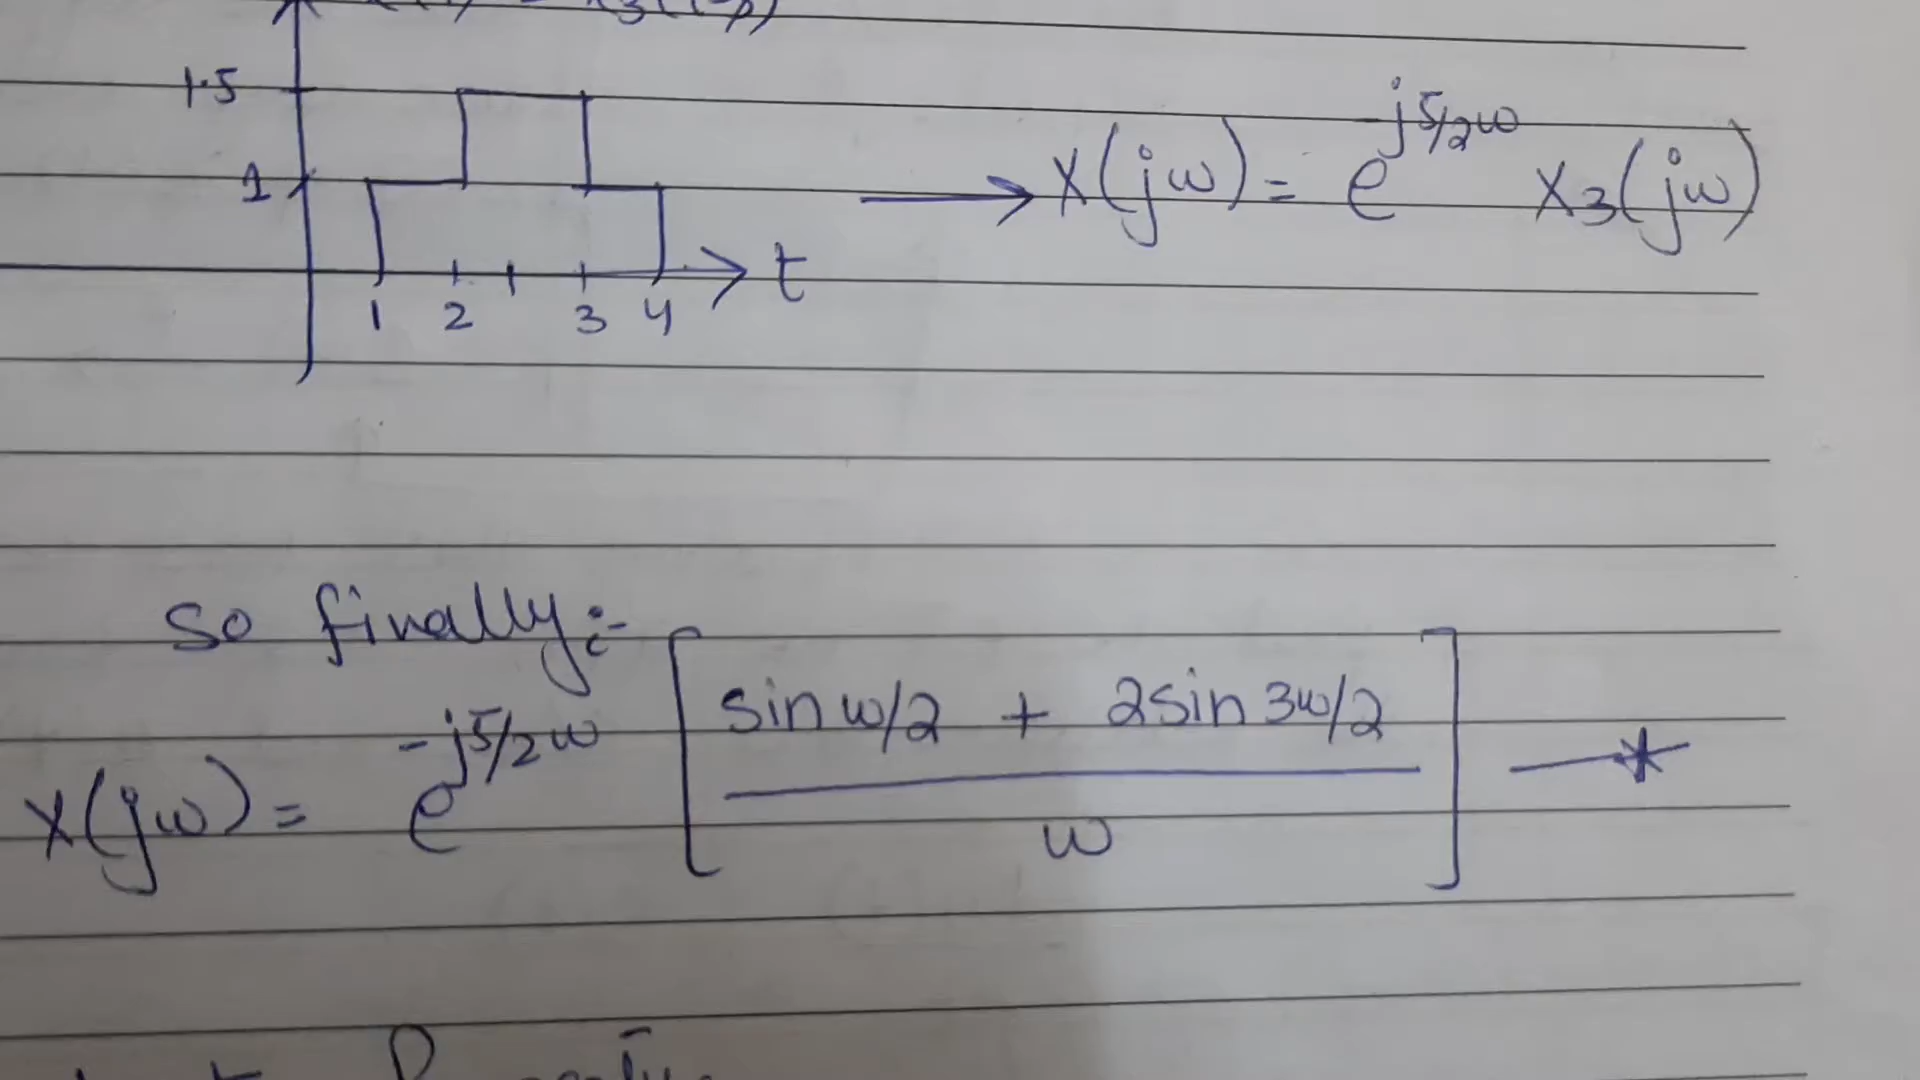 1.5
1
t
1 2 3 4
X(jω) = e^{-j5/2ω} X3(jω)
So finally:-
X(jω) = e^{-j5/2ω} [ (sin ω/2 + 2sin 3ω/2) / ω ]